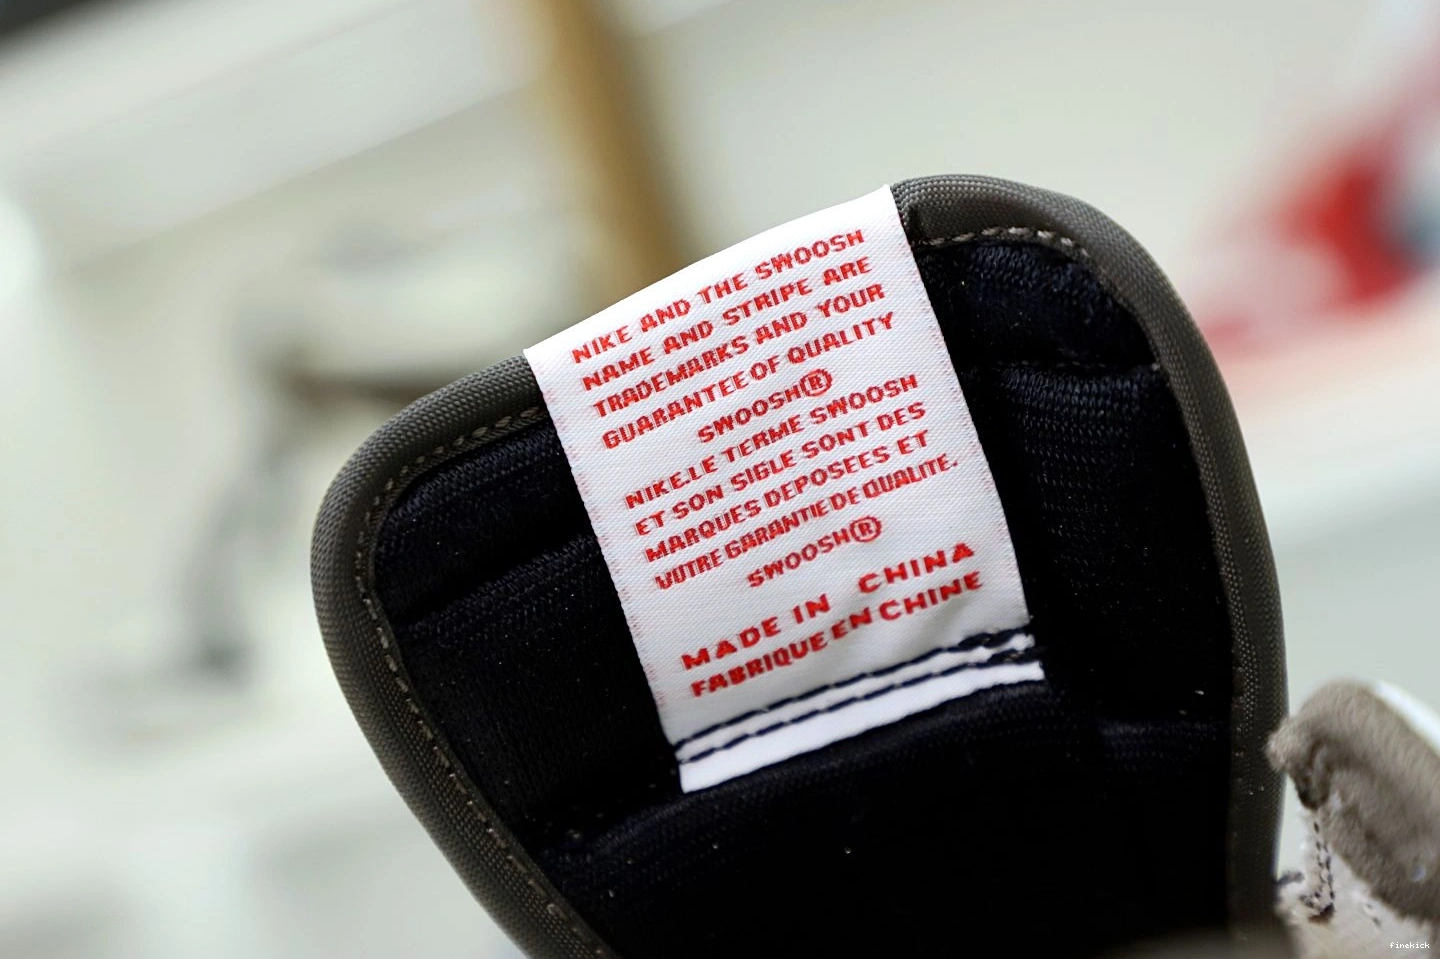 NIKE AND THE SWOOSH
NAME AND STRIPE ARE
TRADEMARKS AND YOUR
GUARANTEE OF QUALITY
SWOOSH®
NIKE.LE TERME SWOOSH
ET SON SIGLE SONT DES
MARQUES DEPOSEES ET
VOTRE GARANTIE DE QUALITE.
SWOOSH®
MADE IN CHINA
FABRIQUE EN CHINE
finekick